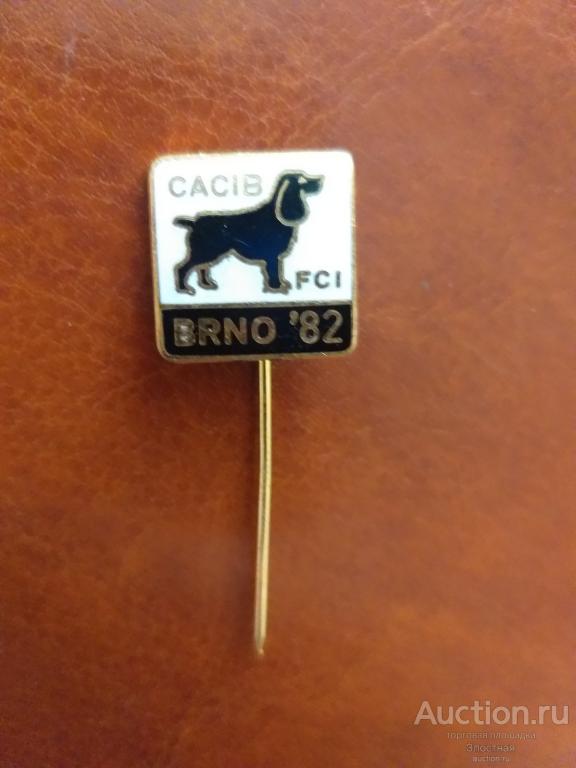 CACIB
FCI
BRNO '82
Auction.ru
торговая площадка
Злостная
auction.ru